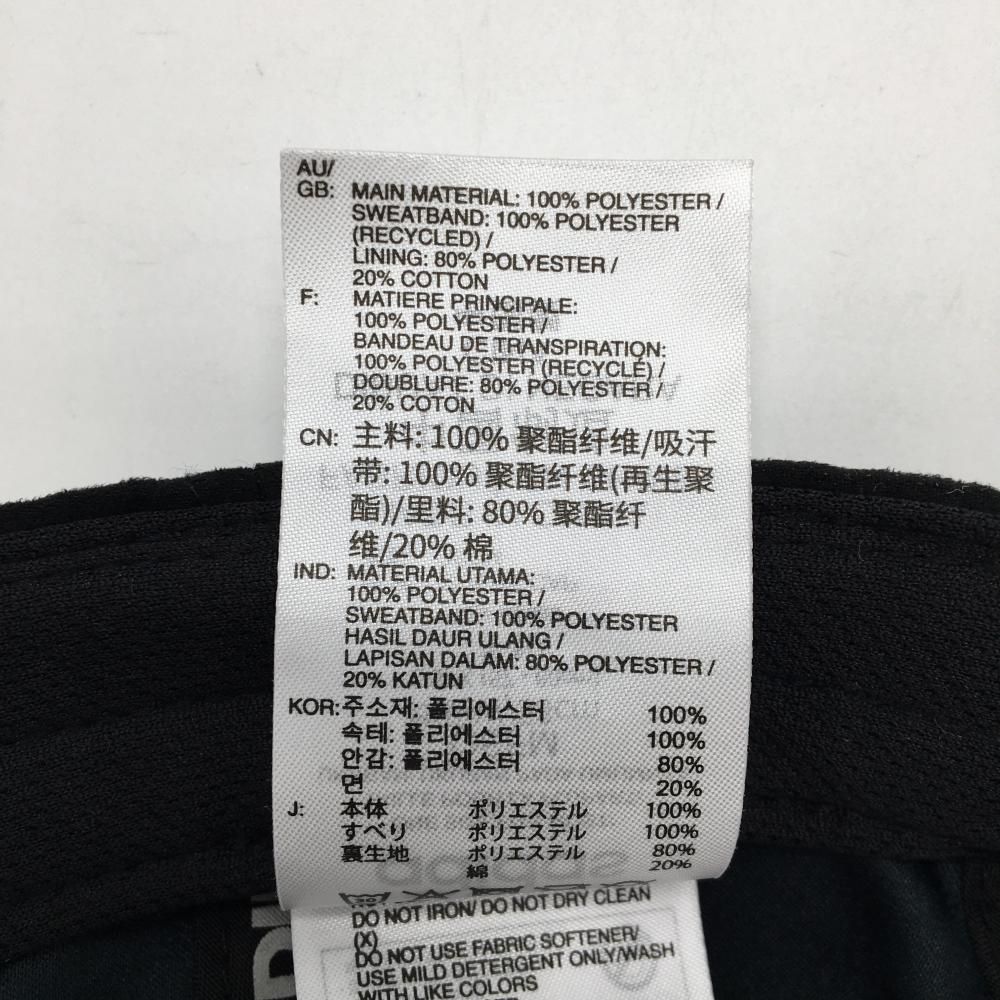 AU/
GB: MAIN MATERIAL: 100% POLYESTER /
SWEATBAND: 100% POLYESTER
(RECYCLED) /
LINING: 80% POLYESTER /
20% COTTON
F: MATIERE PRINCIPALE:
100% POLYESTER /
BANDEAU DE TRANSPIRATION:
100% POLYESTER (RECYCLÉ) /
DOUBLURE: 80% POLYESTER /
20% COTON
CN: 主料: 100% 聚酯纤维/吸汗
带: 100% 聚酯纤维(再生聚
酯)/里料: 80% 聚酯纤
维/20% 棉
IND: MATERIAL UTAMA:
100% POLYESTER /
SWEATBAND: 100% POLYESTER
HASIL DAUR ULANG /
LAPISAN DALAM: 80% POLYESTER /
20% KATUN
KOR: 주소재: 폴리에스터 100%
속테: 폴리에스터 100%
안감: 폴리에스터 80%
면 20%
J: 本体 ポリエステル 100%
すべり ポリエステル 100%
裏生地 ポリエステル 80%
綿 20%
DO NOT IRON/ DO NOT DRY CLEAN
(X)
DO NOT USE FABRIC SOFTENER/
USE MILD DETERGENT ONLY/WASH
WITH LIKE COLORS